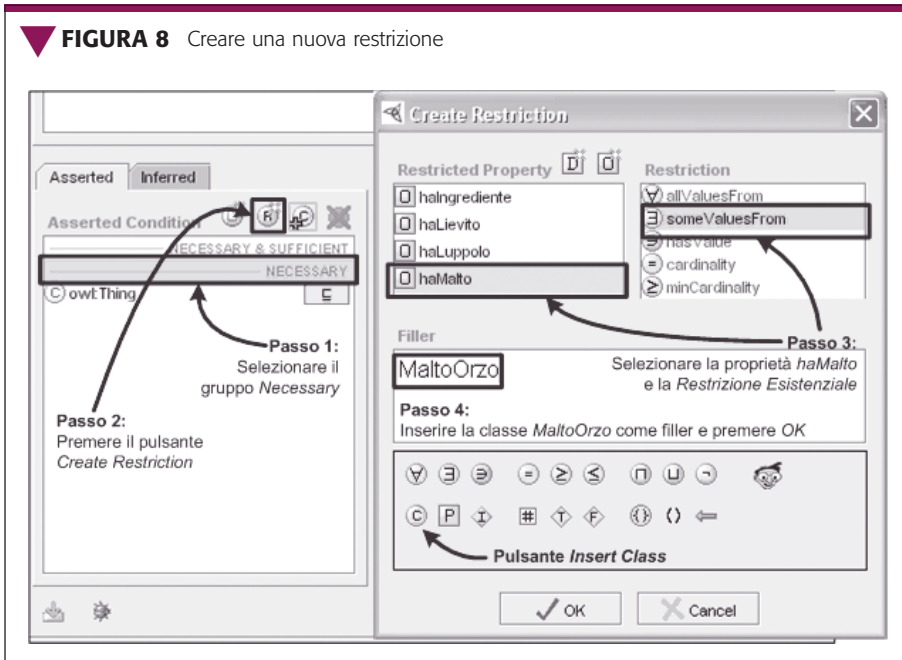 FIGURA 8 Creare una nuova restrizione
Create Restriction
Asserted
Inferred
Restricted Property
Restriction
haIngrediente
haLievito
haLuppolo
haMalto
allValuesFrom
someValuesFrom
hasValue
cardinality
minCardinality
Asserted Condition
NECESSARY & SUFFICIENT
NECESSARY
owl:Thing
Passo 1:
Selezionare il
gruppo Necessary
Passo 2:
Premere il pulsante
Create Restriction
Filler
MaltoOrzo
Passo 3:
Selezionare la proprietà haMalto
e la Restrizione Esistenziale
Passo 4:
Inserire la classe MaltoOrzo come filler e premere OK
Pulsante Insert Class
OK
Cancel